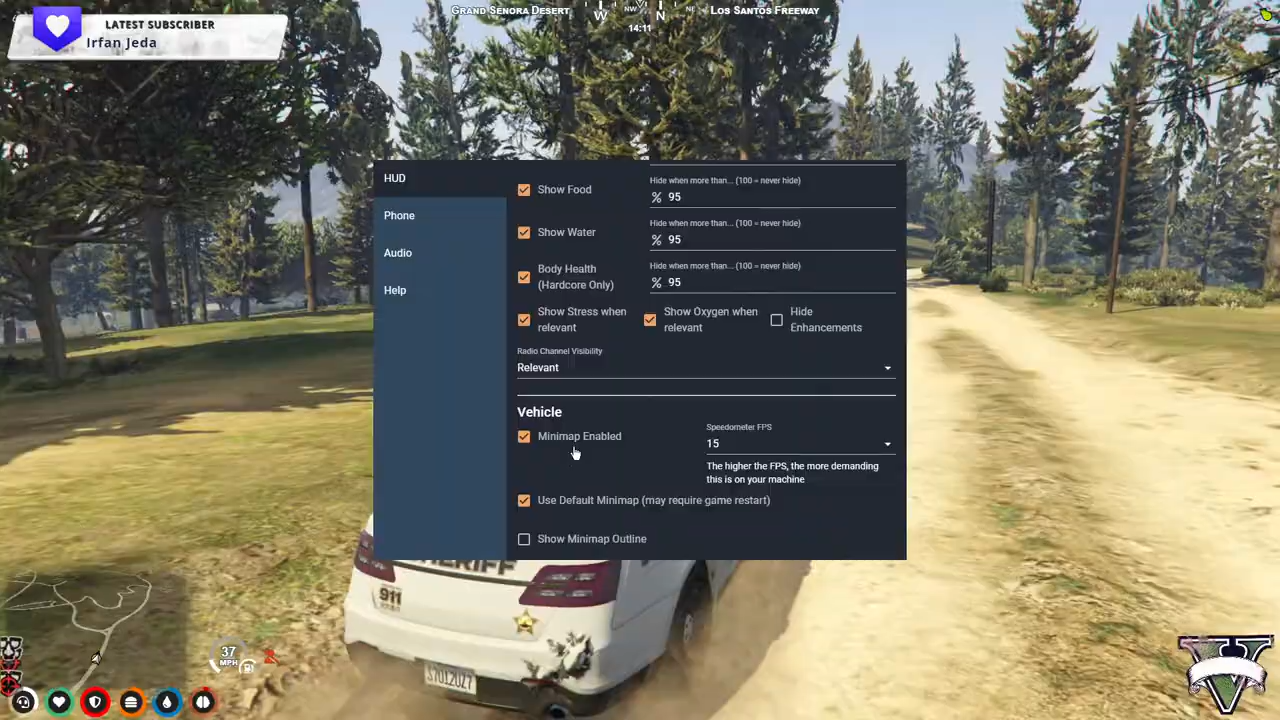 LATEST SUBSCRIBER
Irfan Jeda
GRAND SENORA DESERT
W NW N NE
LOS SANTOS FREEWAY
14:11
HUD
Phone
Audio
Help
Show Food
Hide when more than... (100 = never hide)
% 95
Show Water
Hide when more than... (100 = never hide)
% 95
Body Health
(Hardcore Only)
Hide when more than... (100 = never hide)
% 95
Show Stress when
relevant
Show Oxygen when
relevant
Hide
Enhancements
Radio Channel Visibility
Relevant
Vehicle
Minimap Enabled
Speedometer FPS
15
The higher the FPS, the more demanding
this is on your machine
Use Default Minimap (may require game restart)
Show Minimap Outline
SHERIFF
911
37
MPH
V